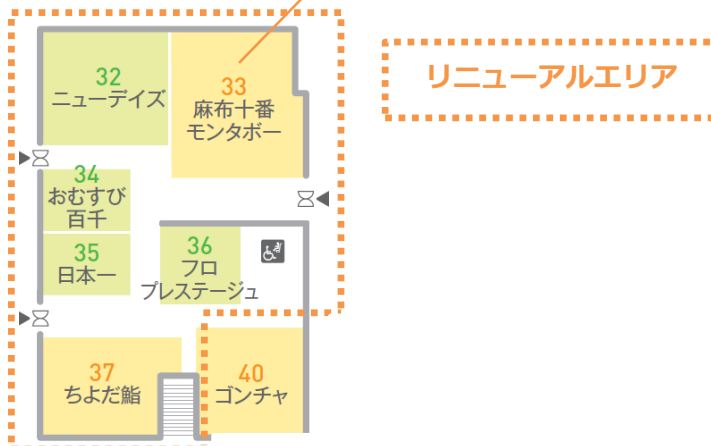 リニューアルエリア
32
ニューデイズ
33
麻布十番
モンタボー
34
おむすび
百千
35
日本一
36
フロ
プレステージュ
37
ちよだ鮨
40
ゴンチャ